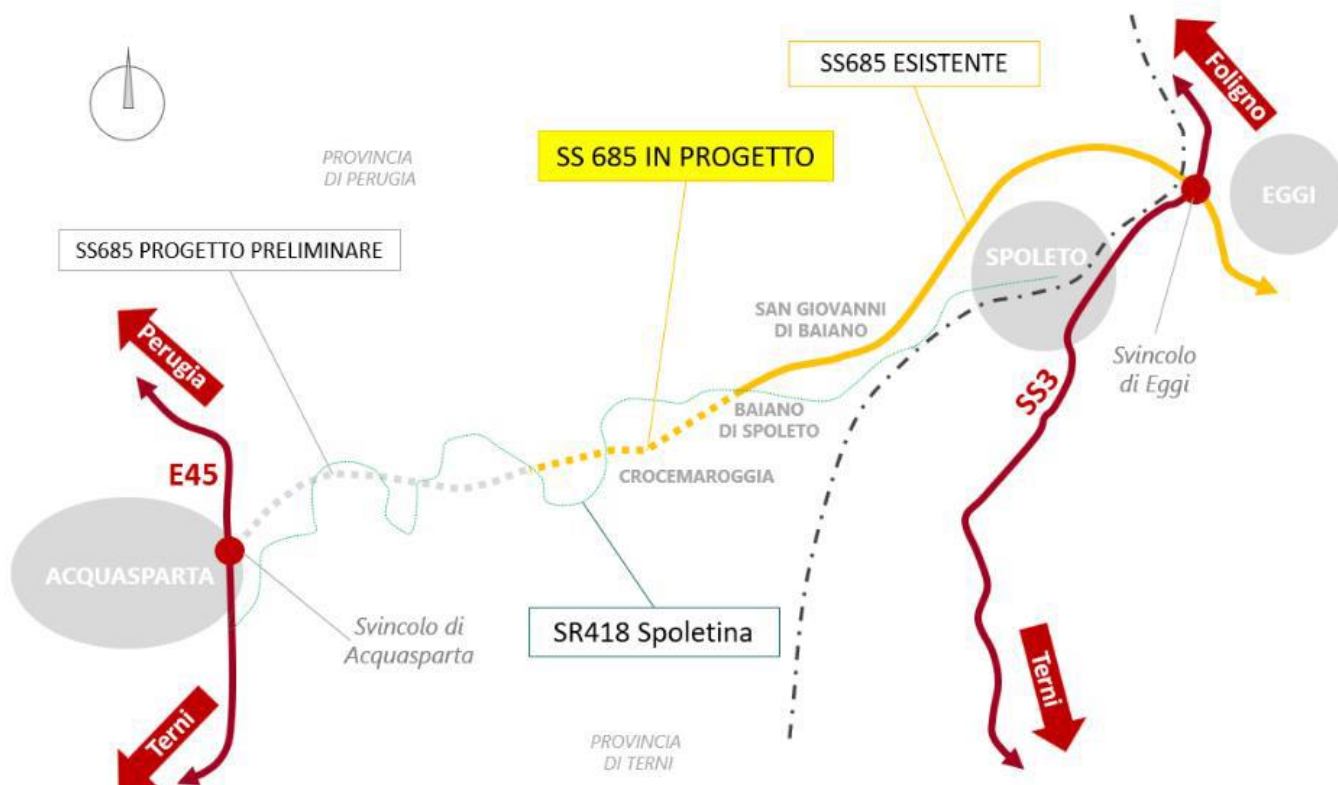 Foligno
SS685 ESISTENTE
SS 685 IN PROGETTO
PROVINCIA
DI PERUGIA
EGGI
SS685 PROGETTO PRELIMINARE
SPOLETO
SAN GIOVANNI
DI BAIANO
Perugia
Svincolo
di Eggi
SS3
BAIANO
DI SPOLETO
E45
CROCEMAROGGIA
ACQUASPARTA
Svincolo di
Acquasparta
SR418 Spoletina
Terni
Terni
PROVINCIA
DI TERNI